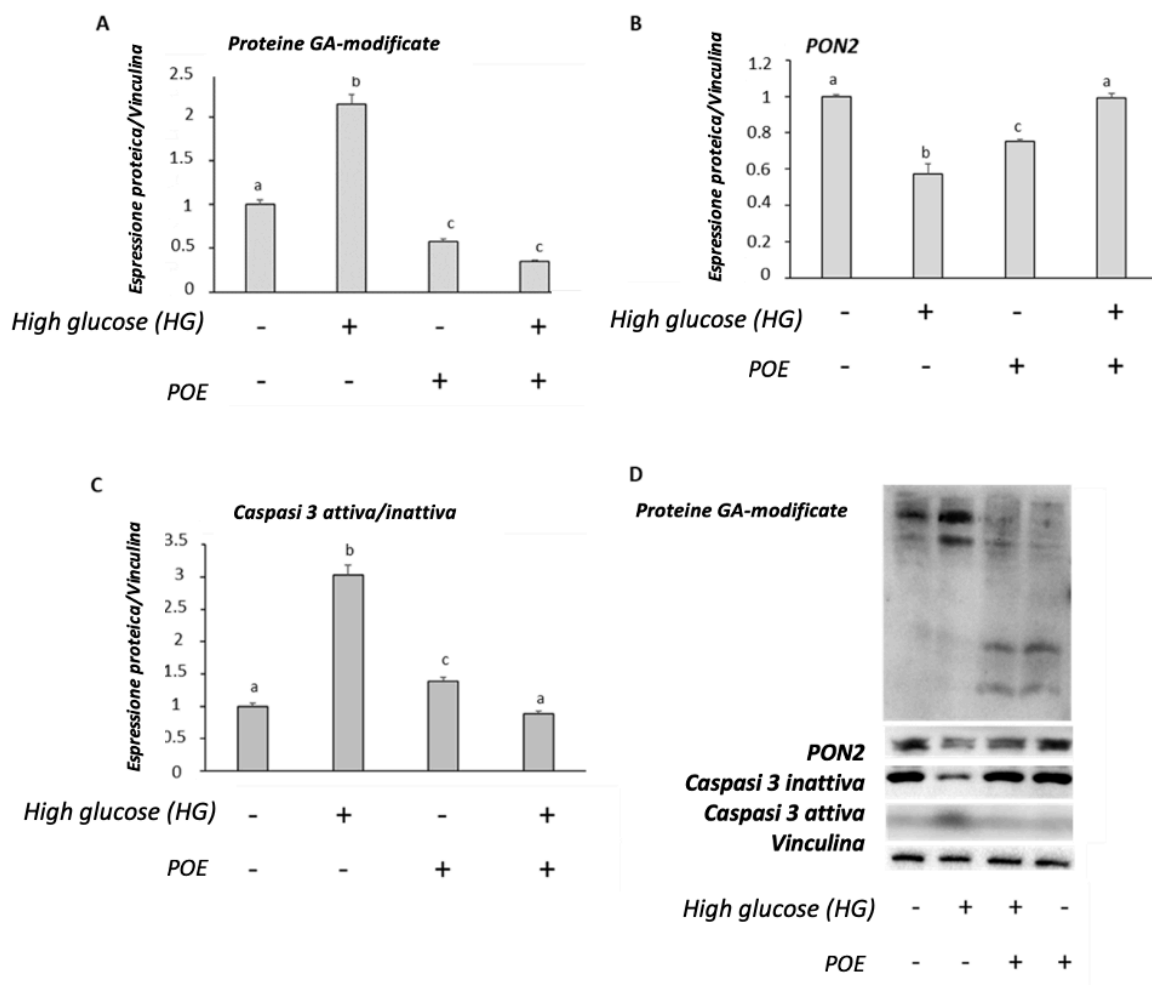 A
Proteine GA-modificate
Espressione proteica/Vinculina
2.5
2
1.5
1
0.5
0
a
b
c
c
High glucose (HG)
- + - +
POE
- - + +
B
PON2
Espressione proteica/Vinculina
1.2
1
0.8
0.6
0.4
0.2
0
a
b
c
a
High glucose (HG)
- + - +
POE
- - + +
C
Caspasi 3 attiva/inattiva
Espressione proteica/Vinculina
3.5
3
2.5
2
1.5
1
0.5
0
a
b
c
a
High glucose (HG)
- + - +
POE
- - + +
D
Proteine GA-modificate
PON2
Caspasi 3 inattiva
Caspasi 3 attiva
Vinculina
High glucose (HG)
- + + -
POE
- - + +